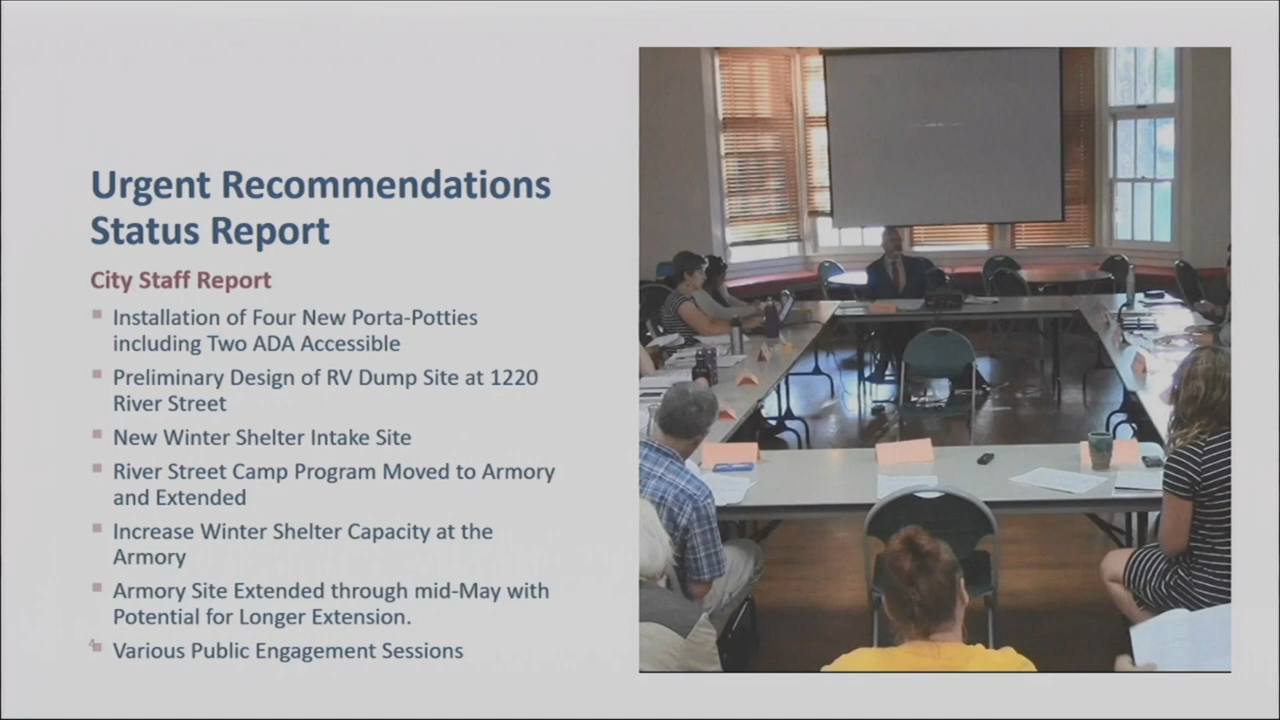 Urgent Recommendations
Status Report
City Staff Report
Installation of Four New Porta-Potties
including Two ADA Accessible
Preliminary Design of RV Dump Site at 1220
River Street
New Winter Shelter Intake Site
River Street Camp Program Moved to Armory
and Extended
Increase Winter Shelter Capacity at the
Armory
Armory Site Extended through mid-May with
Potential for Longer Extension.
4
Various Public Engagement Sessions